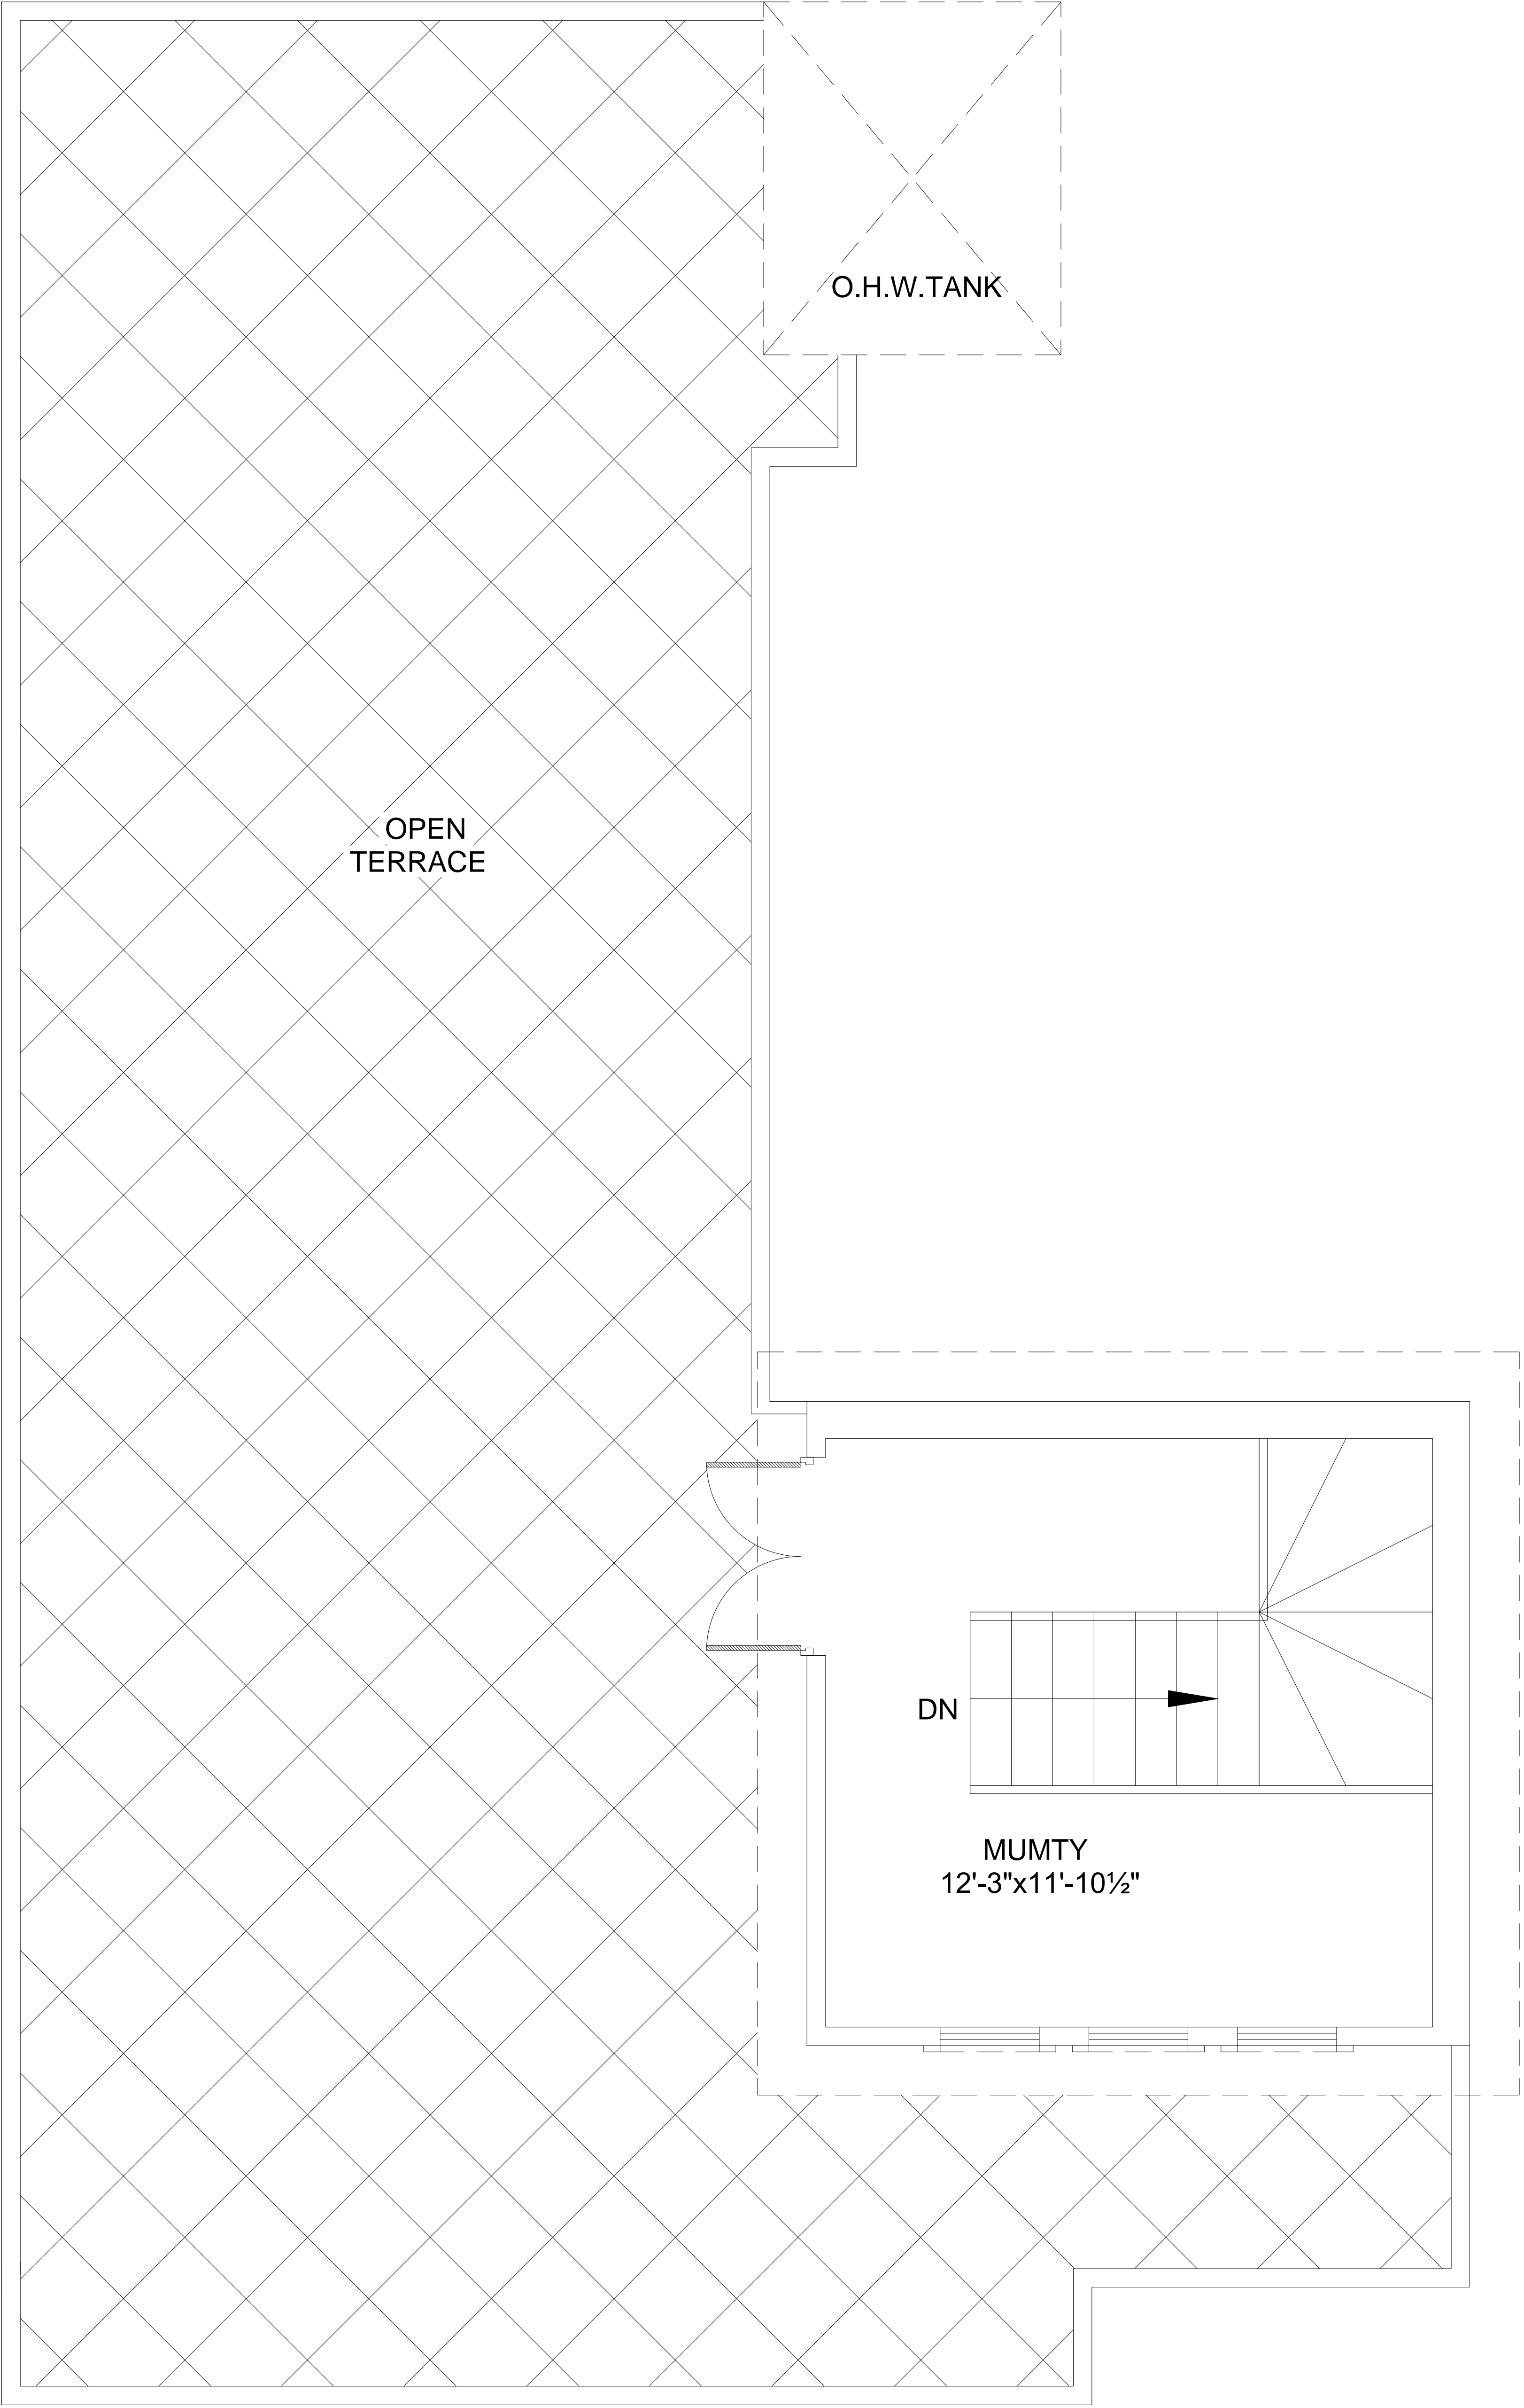 O.H.W.TANK
OPEN
TERRACE
DN
MUMTY
12'-3"x11'-10½"